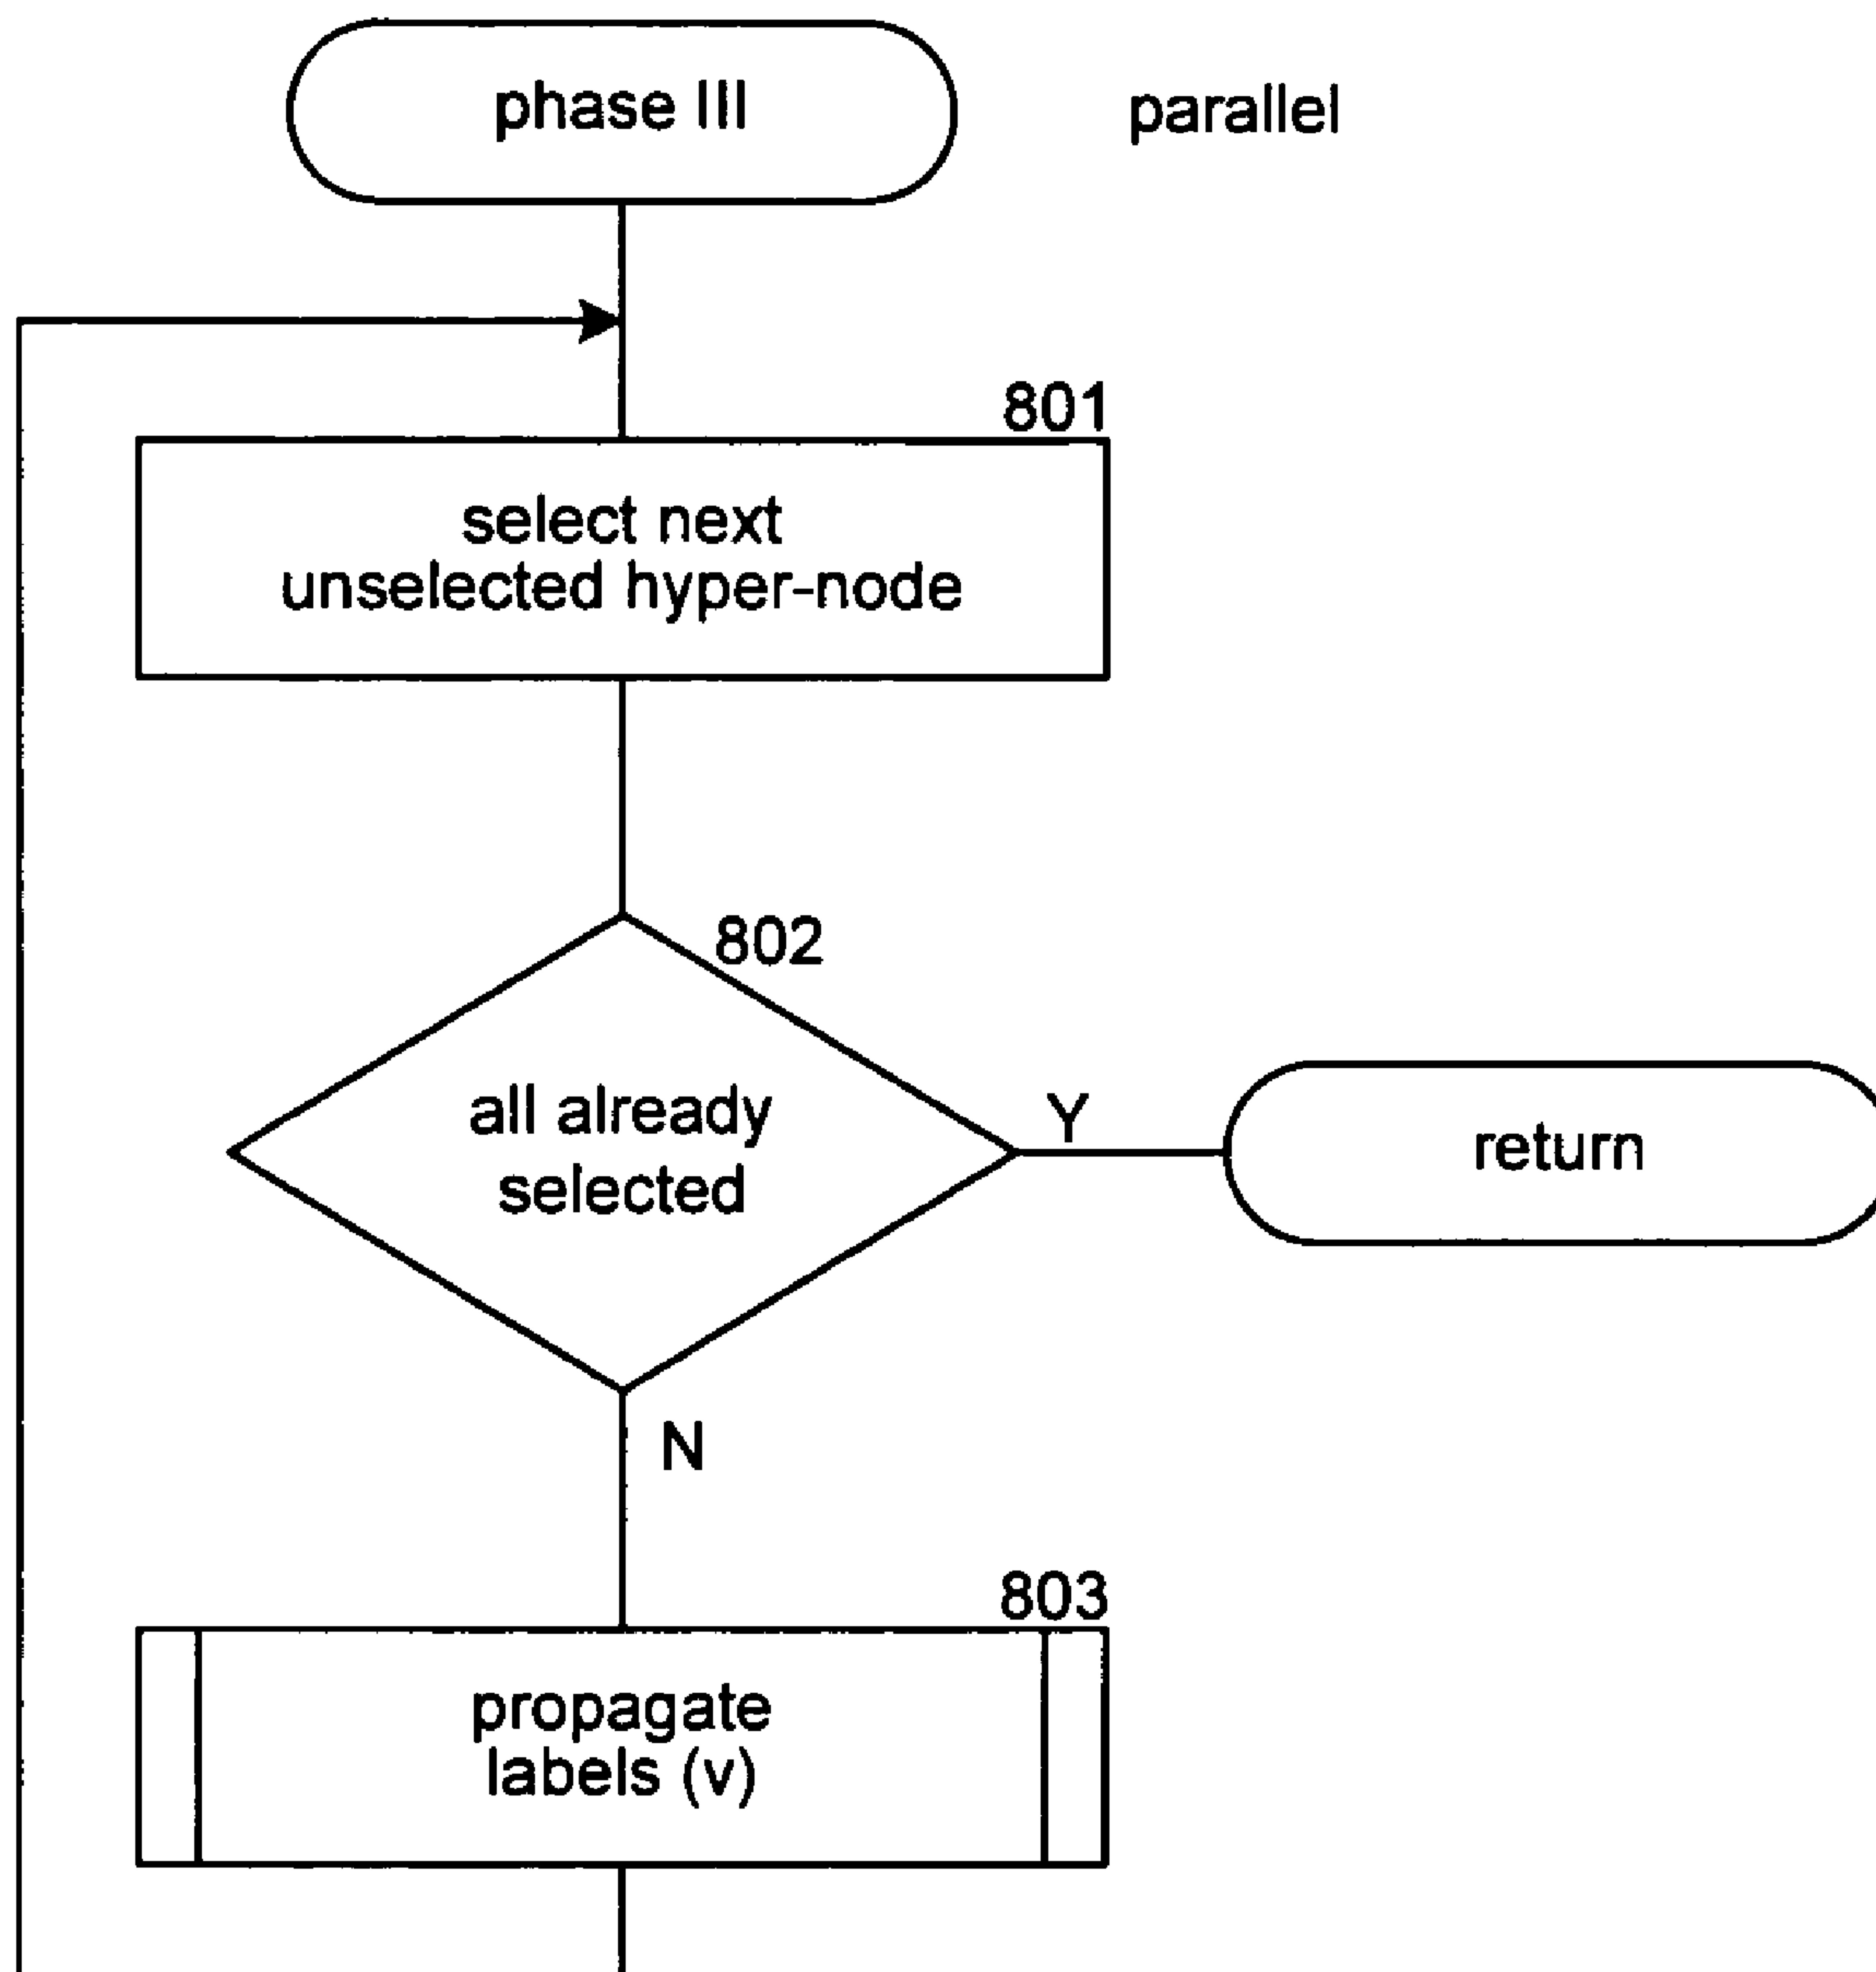 phase III
parallel
801
select next
unselected hyper-node
802
all already
selected
Y
return
N
803
propagate
labels (v)